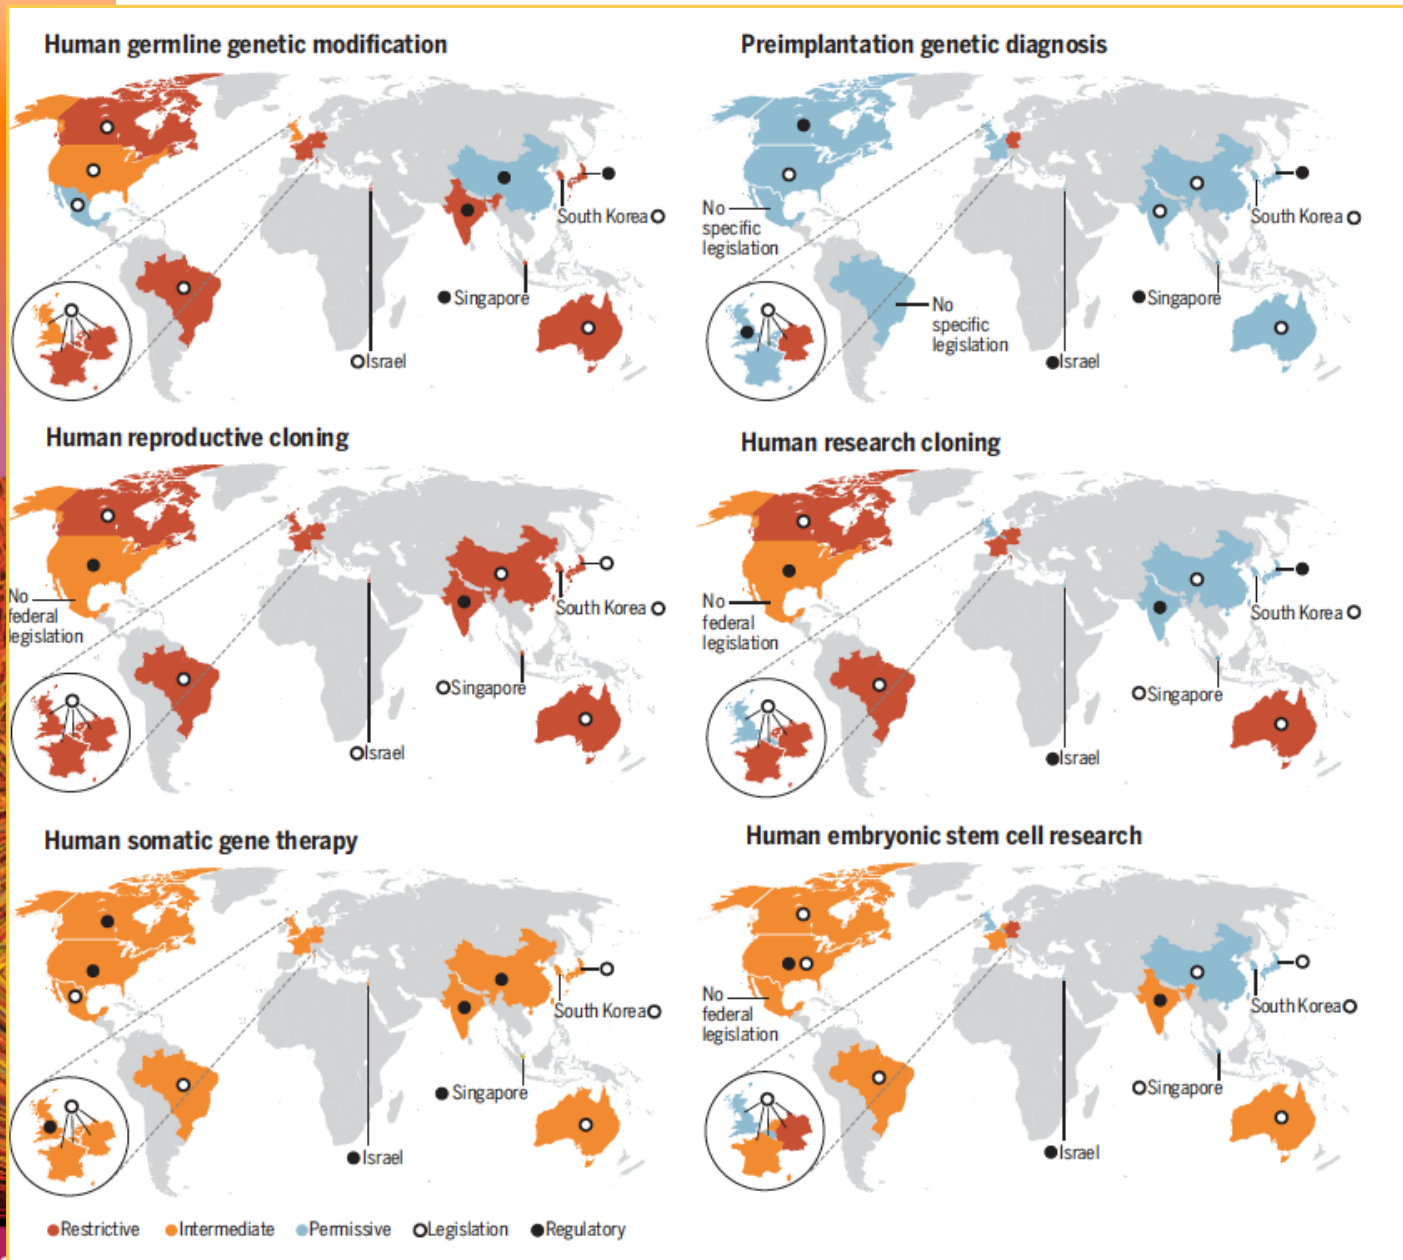 Human germline genetic modification
South Korea
Singapore
Israel
Preimplantation genetic diagnosis
No
specific
legislation
South Korea
Singapore
No
specific
legislation
Israel
Human reproductive cloning
No
federal
legislation
South Korea
Singapore
Israel
Human research cloning
No
federal
legislation
South Korea
Singapore
Israel
Human somatic gene therapy
South Korea
Singapore
Israel
Human embryonic stem cell research
No
federal
legislation
South Korea
Singapore
Israel
Restrictive Intermediate Permissive Legislation Regulatory